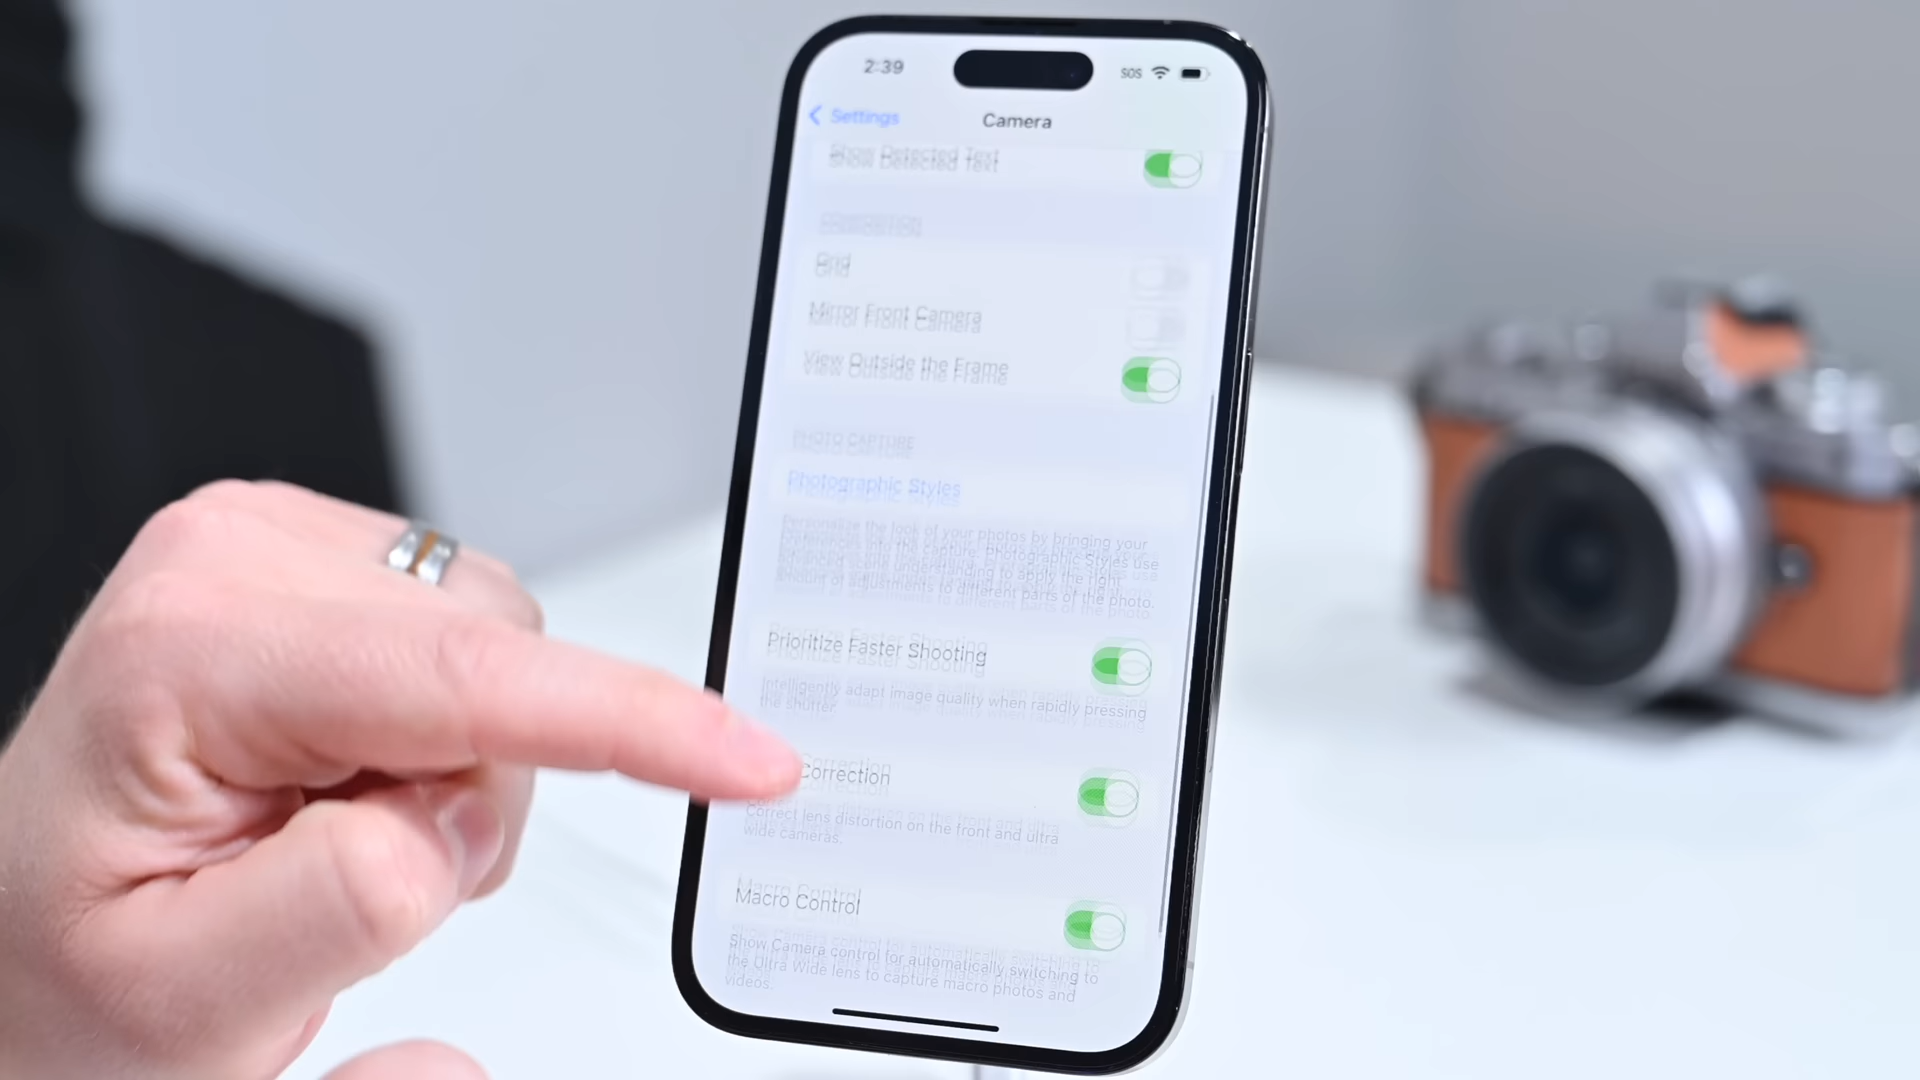 2:39
SOS
Settings
Camera
Show Detected Text
COMPOSITION
Grid
Mirror Front Camera
View Outside the Frame
PHOTO CAPTURE
Photographic Styles
Personalize the look of your photos by bringing your
into the capture. Photographic Styles use
advanced understanding to apply the right
amount of adjustments to different parts of the photo.
Prioritize Faster Shooting
Intelligently adapt image quality when rapidly pressing
the shutter.
Correction
Correct lens distortion on the front and ultra
wide cameras.
Macro Control
Show Camera control for automatically switching to
the Ultra Wide lens to capture macro photos and
videos.